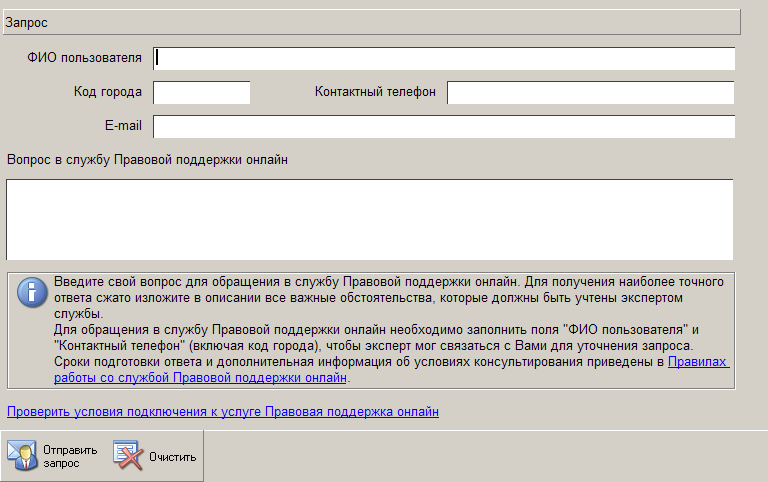 Запрос
ФИО пользователя
Код города Контактный телефон
E-mail
Вопрос в службу Правовой поддержки онлайн
Введите свой вопрос для обращения в службу Правовой поддержки онлайн. Для получения наиболее точного
ответа сжато изложите в описании все важные обстоятельства, которые должны быть учтены экспертом
службы.
Для обращения в службу Правовой поддержки онлайн необходимо заполнить поля "ФИО пользователя" и
"Контактный телефон" (включая код города), чтобы эксперт мог связаться с Вами для уточнения запроса.
Сроки подготовки ответа и дополнительная информация об условиях консультирования приведены в Правилах
работы со службой Правовой поддержки онлайн.
Проверить условия подключения к услуге Правовая поддержка онлайн
Отправить
запрос
Очистить